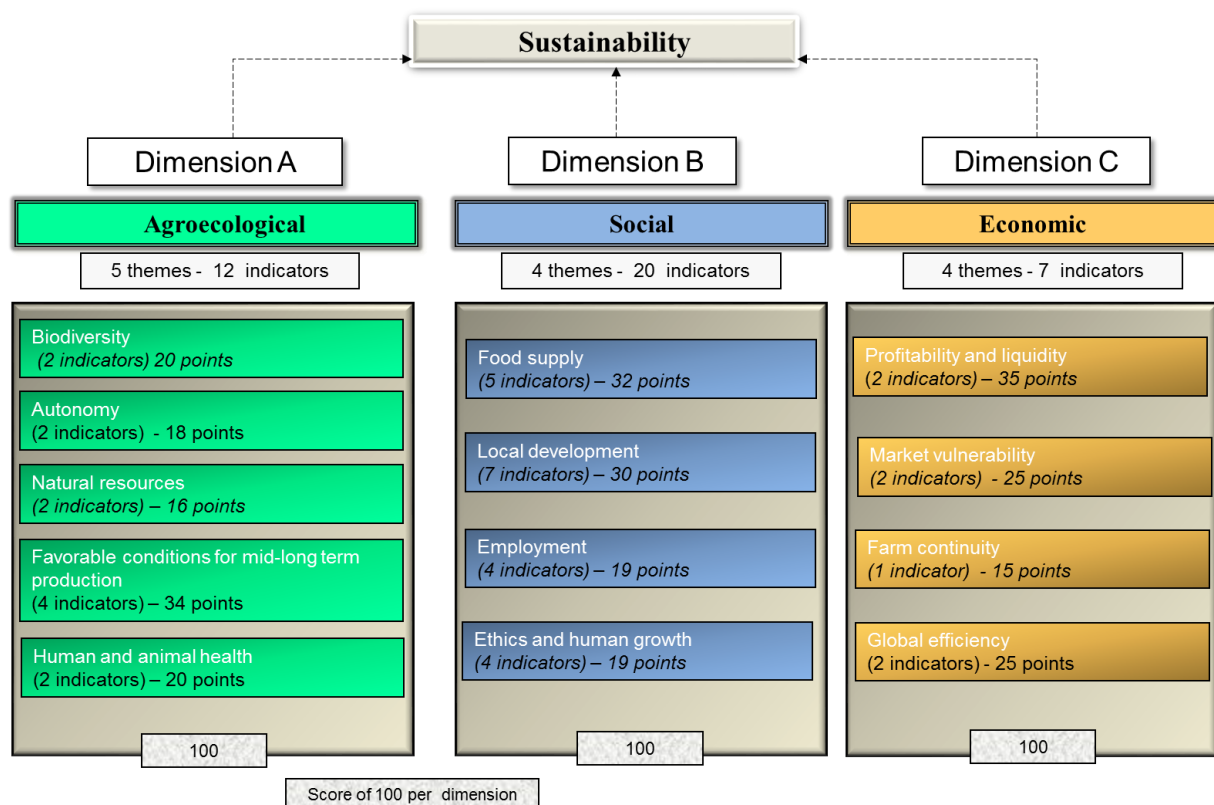 Sustainability
Dimension A
Dimension B
Dimension C
Agroecological
Social
Economic
5 themes - 12 indicators
4 themes - 20 indicators
4 themes - 7 indicators
Biodiversity
(2 indicators) 20 points
Autonomy
(2 indicators) - 18 points
Natural resources
(2 indicators) – 16 points
Favorable conditions for mid-long term
production
(4 indicators) – 34 points
Human and animal health
(2 indicators) – 20 points
100
Food supply
(5 indicators) – 32 points
Local development
(7 indicators) – 30 points
Employment
(4 indicators) – 19 points
Ethics and human growth
(4 indicators) – 19 points
100
Profitability and liquidity
(2 indicators) – 35 points
Market vulnerability
(2 indicators) - 25 points
Farm continuity
(1 indicator) - 15 points
Global efficiency
(2 indicators) - 25 points
100
Score of 100 per dimension